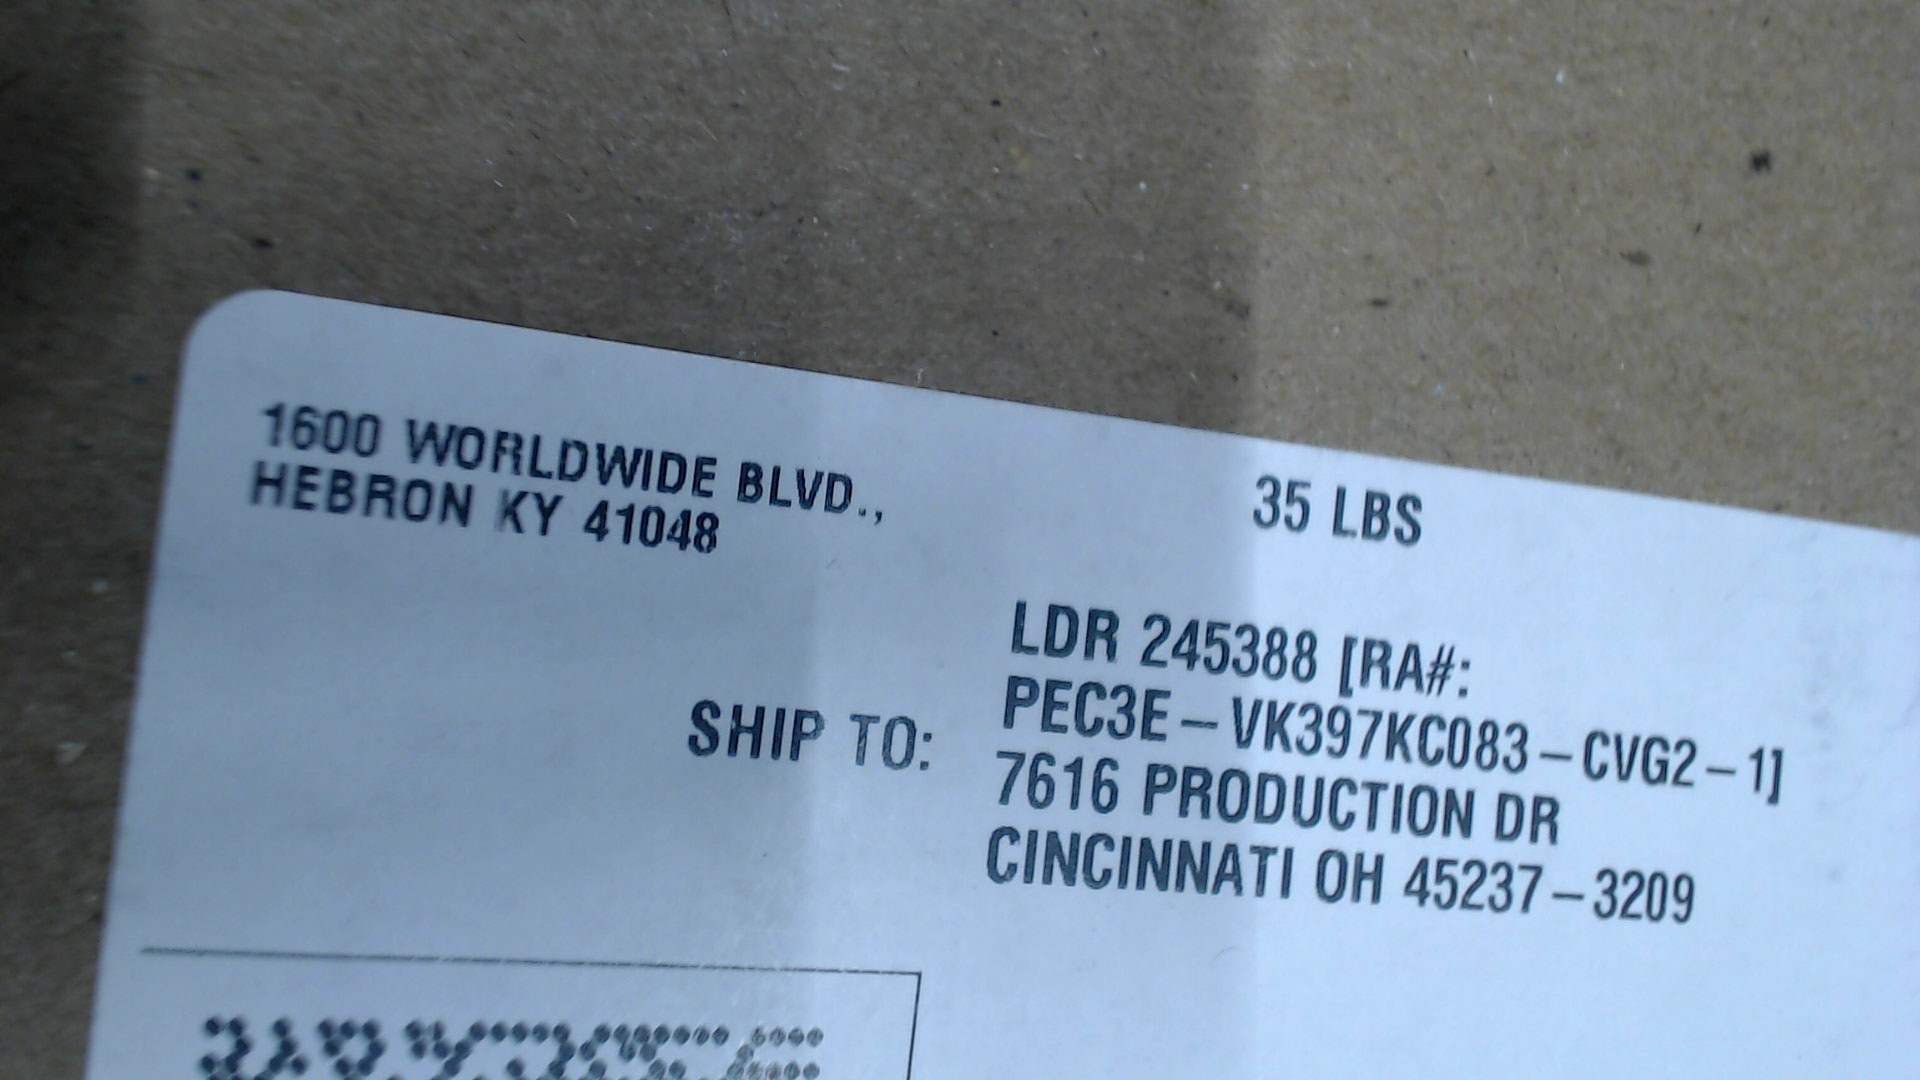 1600 WORLDWIDE BLVD.,
HEBRON KY 41048
35 LBS
SHIP TO:
LDR 245388 [RA#:
PEC3E-VK397KC083-CVG2-1]
7616 PRODUCTION DR
CINCINNATI OH 45237-3209